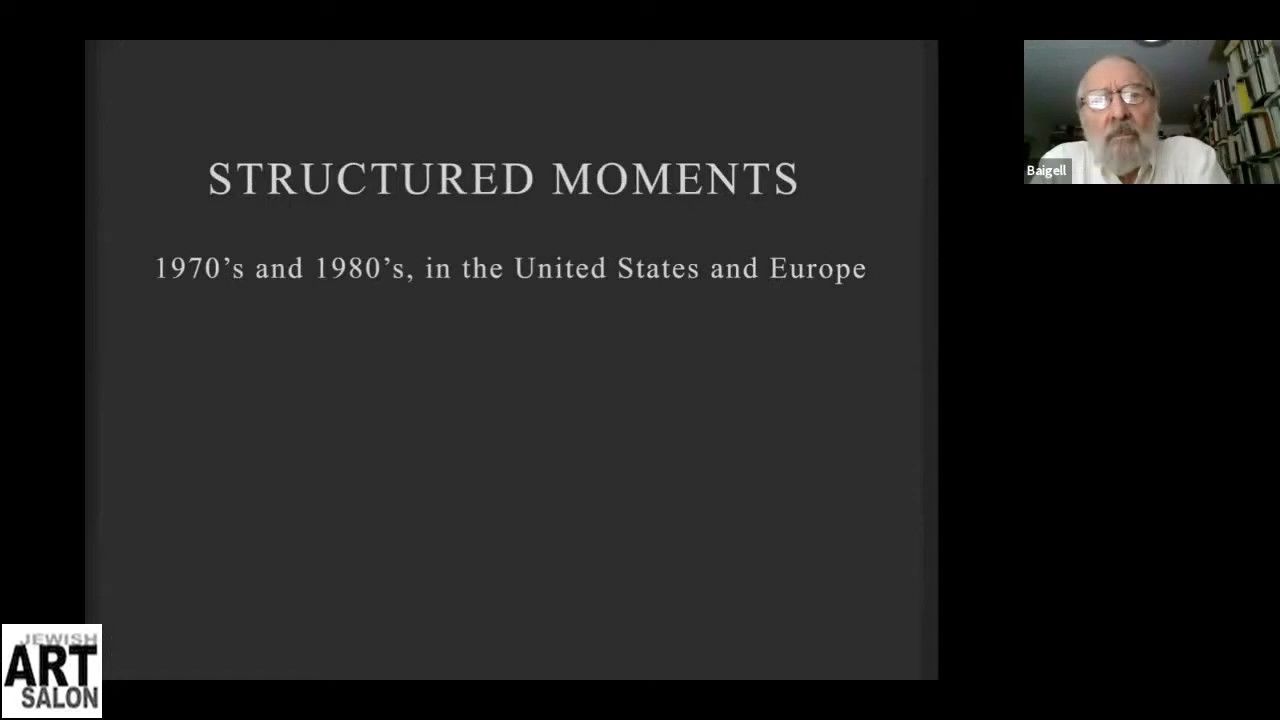 STRUCTURED MOMENTS
1970’s and 1980’s, in the United States and Europe
Baigell
JEWISH
ART
SALON